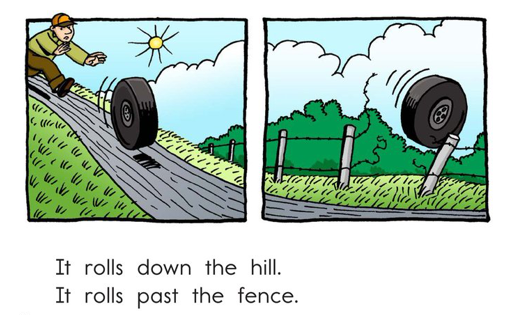 It rolls down the hill.
It rolls past the fence.